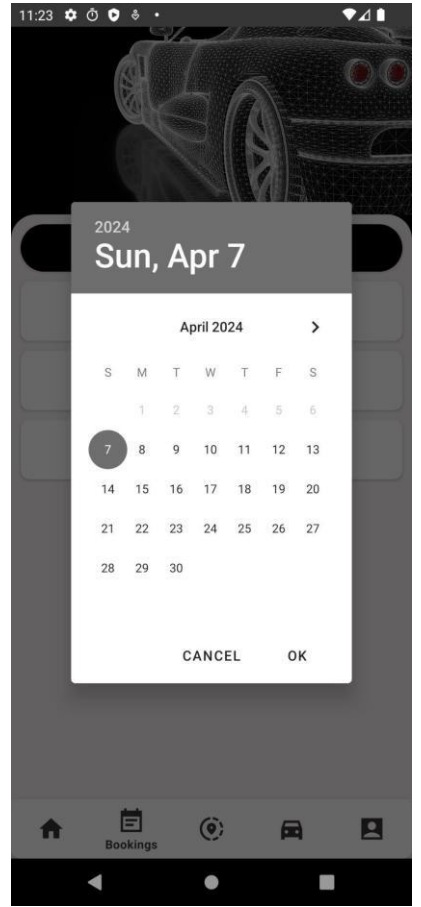 11:23
2024
Sun, Apr 7
April 2024
S M T W T F S
1 2 3 4 5 6
7 8 9 10 11 12 13
14 15 16 17 18 19 20
21 22 23 24 25 26 27
28 29 30
CANCEL OK
Bookings